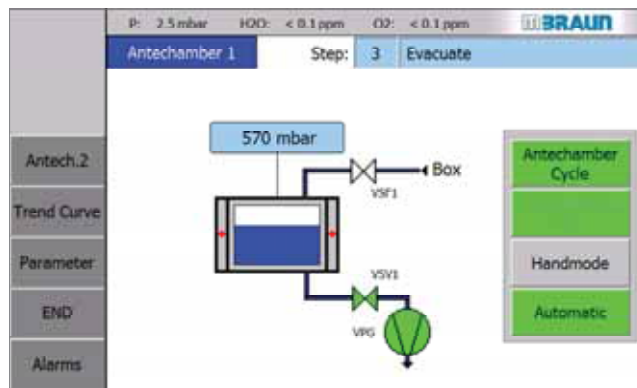 P: 2.5 mbar H2O: < 0.1 ppm O2: < 0.1 ppm MBRAUN
Antechamber 1 Step: 3 Evacuate
570 mbar
Box
VSF1
VSV1
VPG
Antech.2
Trend Curve
Parameter
END
Alarms
Antechamber
Cycle
Handmode
Automatic